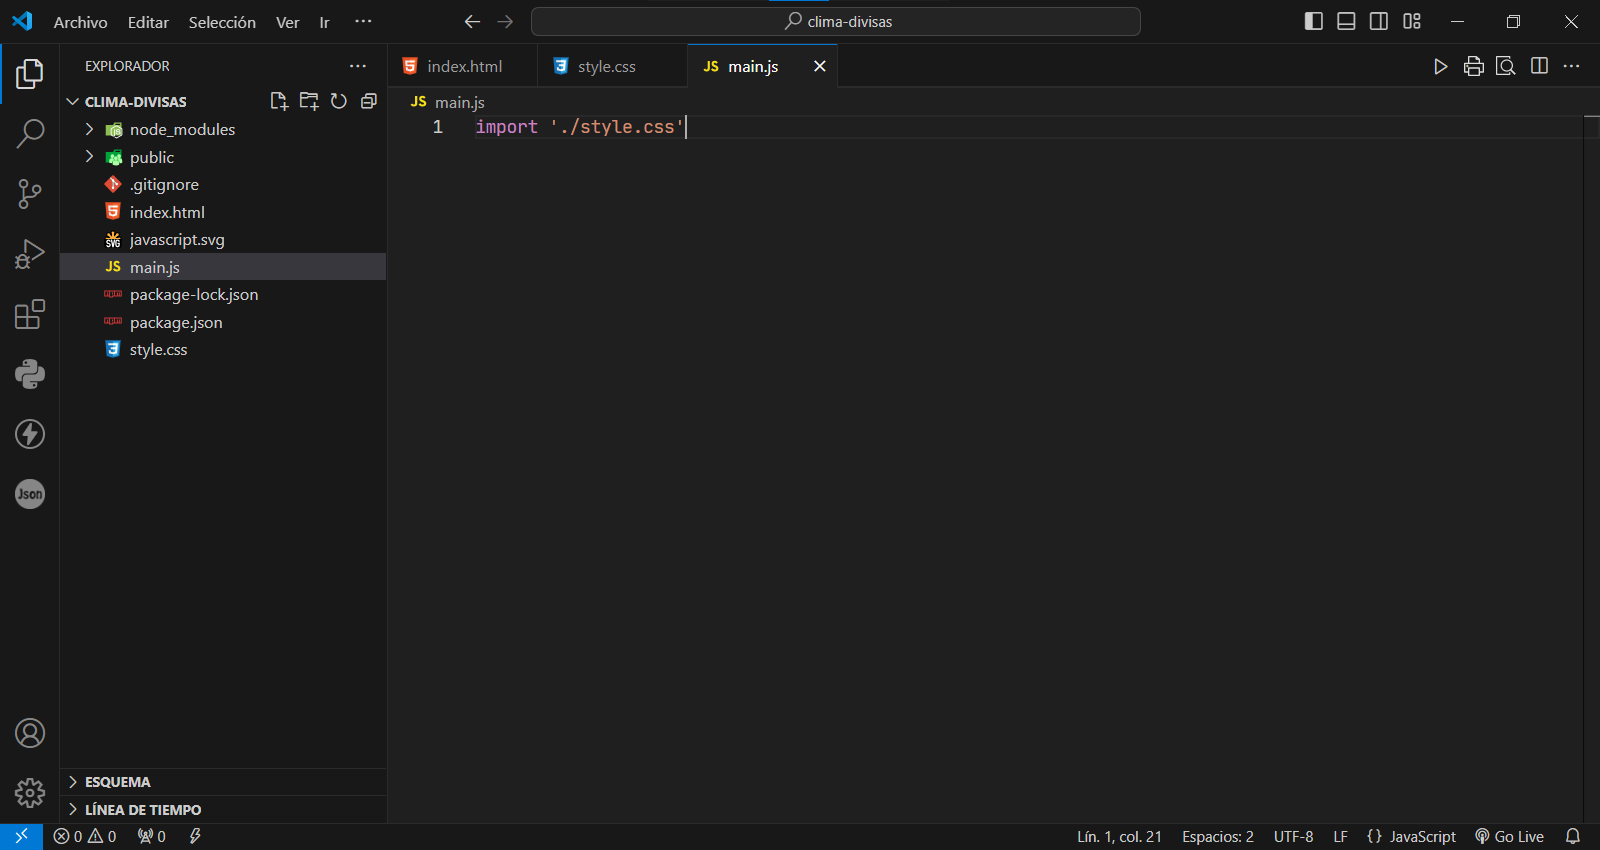 Archivo Editar Selección Ver Ir ··· clima-divisas
EXPLORADOR ···
CLIMA-DIVISAS
node_modules
public
.gitignore
index.html
SVG javascript.svg
JS main.js
package-lock.json
package.json
style.css
ESQUEMA
LÍNEA DE TIEMPO
index.html style.css JS main.js
JS main.js
1 import './style.css'
Json
0 0 0 Lín. 1, col. 21 Espacios: 2 UTF-8 LF {} JavaScript Go Live